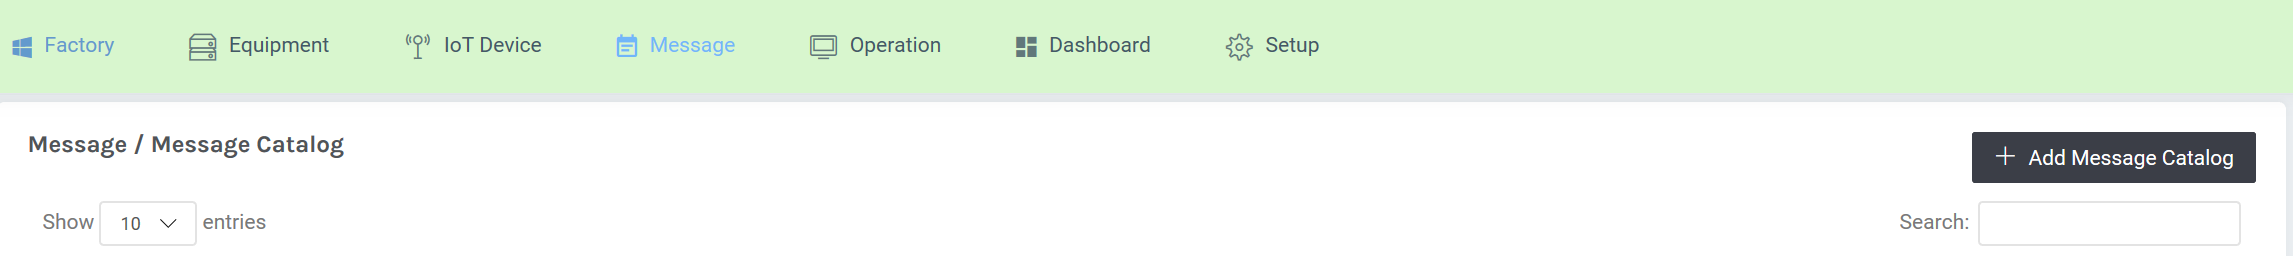 Factory Equipment IoT Device Message Operation Dashboard Setup
Message / Message Catalog
Add Message Catalog
Show 10 entries
Search: